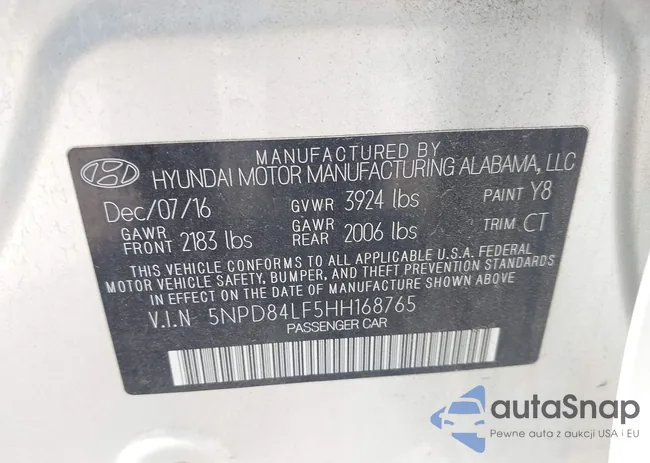 MANUFACTURED BY
HYUNDAI MOTOR MANUFACTURING ALABAMA, LLC
Dec/07/16 GVWR 3924 lbs PAINT Y8
GAWR FRONT 2183 lbs GAWR REAR 2006 lbs TRIM CT
THIS VEHICLE CONFORMS TO ALL APPLICABLE U.S.A. FEDERAL
MOTOR VEHICLE SAFETY, BUMPER, AND THEFT PREVENTION STANDARDS
IN EFFECT ON THE DATE OF MANUFACTURE SHOWN ABOVE.
V.I.N 5NPD84LF5HH168765
PASSENGER CAR
autaSnap
Pewne auta z aukcji USA i EU